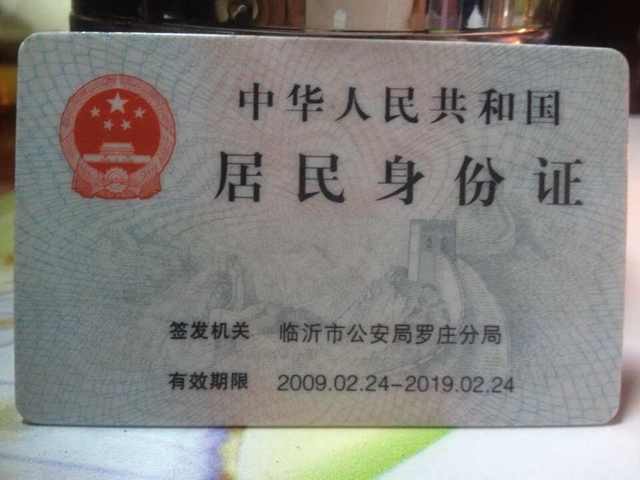 中华人民共和国
居民身份证
签发机关 临沂市公安局罗庄分局
有效期限 2009.02.24-2019.02.24